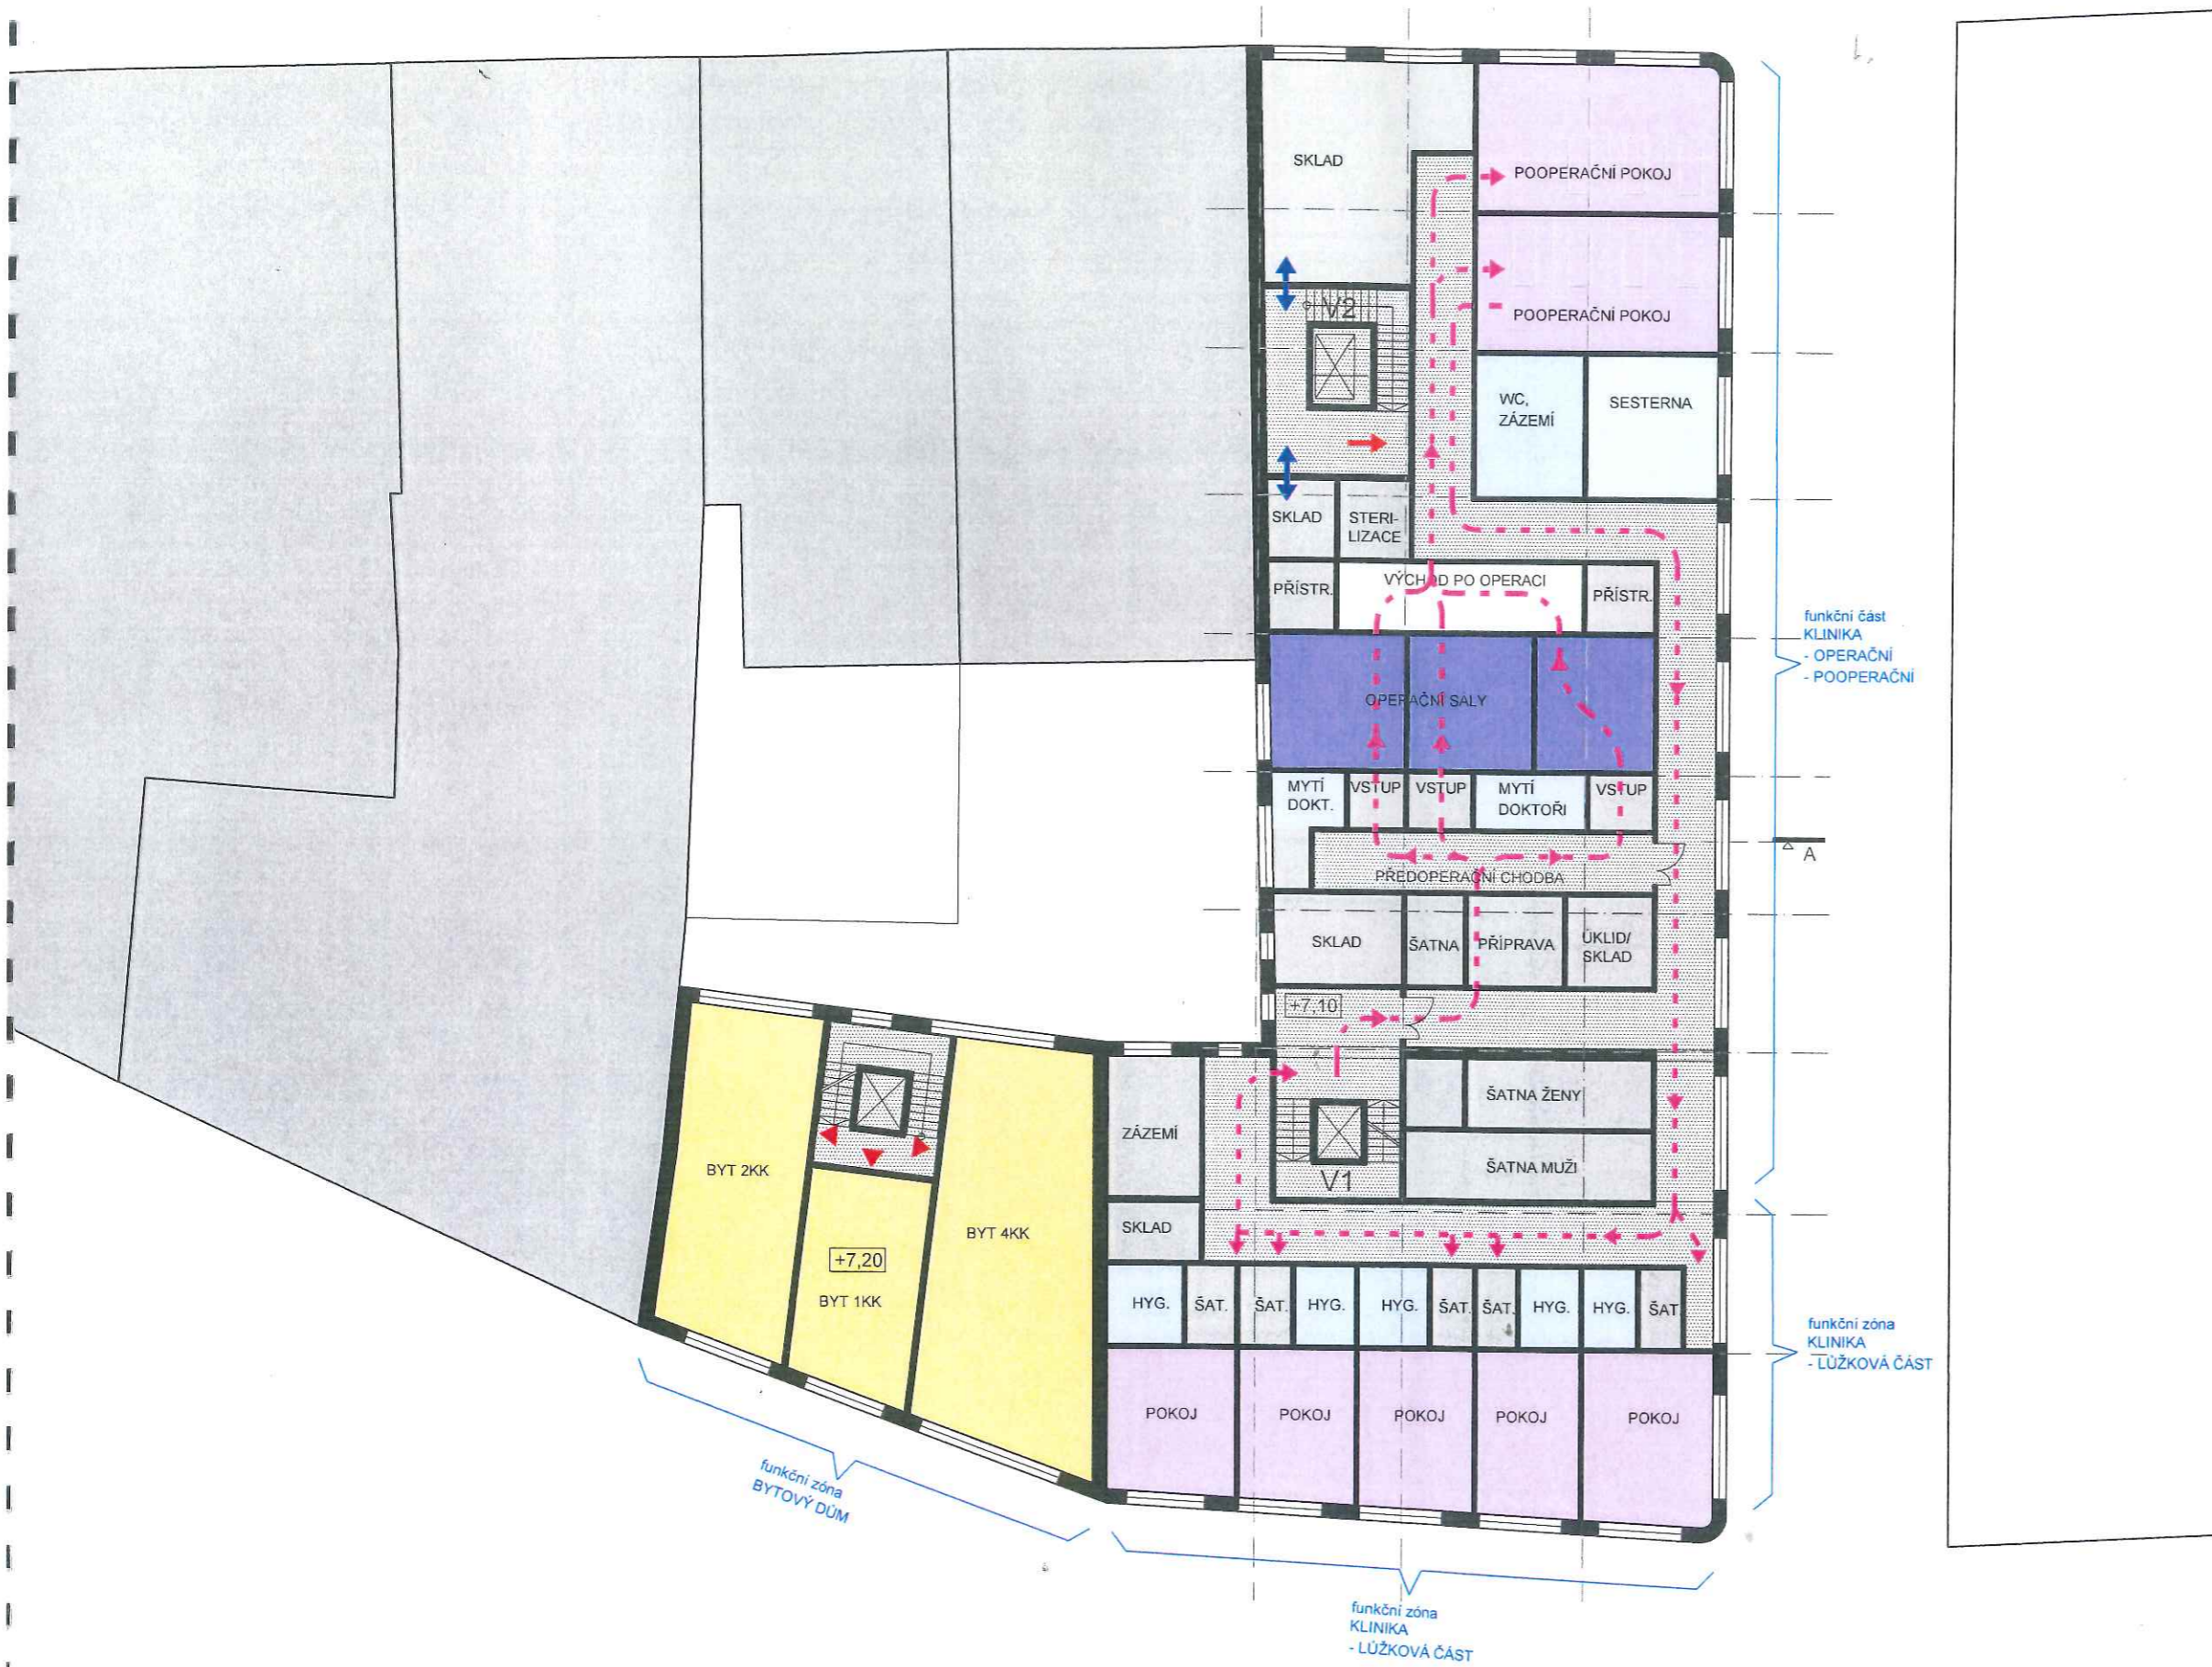 SKLAD
POOPERAČNÍ POKOJ
V2
POOPERAČNÍ POKOJ
WC,
ZÁZEMÍ
SESTERNA
SKLAD
STERI-
LIZACE
PŘÍSTR.
VÝCHOD PO OPERACI
PŘÍSTR.
funkční část
KLINIKA
- OPERAČNÍ
- POOPERAČNÍ
OPERAČNÍ SÁLY
MYTÍ
DOKT.
VSTUP
VSTUP
MYTÍ
DOKTOŘI
VSTUP
A
PŘEDOPERAČNÍ CHODBA
SKLAD
ŠATNA
PŘÍPRAVA
ÚKLID/
SKLAD
+7,10
ŠATNA ŽENY
ZÁZEMÍ
ŠATNA MUŽI
V1
BYT 2KK
SKLAD
BYT 4KK
+7,20
BYT 1KK
HYG.
ŠAT.
ŠAT.
HYG.
HYG.
ŠAT.
ŠAT.
HYG.
HYG.
ŠAT
funkční zóna
KLINIKA
- LŮŽKOVÁ ČÁST
POKOJ
POKOJ
POKOJ
POKOJ
POKOJ
funkční zóna
BYTOVÝ DŮM
funkční zóna
KLINIKA
- LŮŽKOVÁ ČÁST